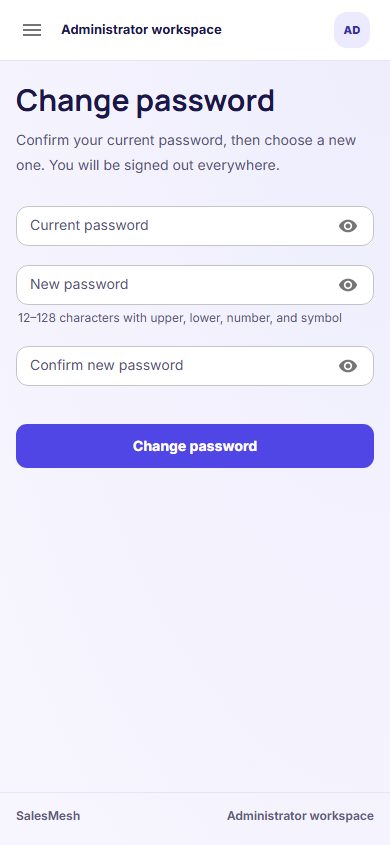 Administrator workspace
AD
Change password
Confirm your current password, then choose a new
one. You will be signed out everywhere.
Current password
New password
12–128 characters with upper, lower, number, and symbol
Confirm new password
Change password
SalesMesh
Administrator workspace